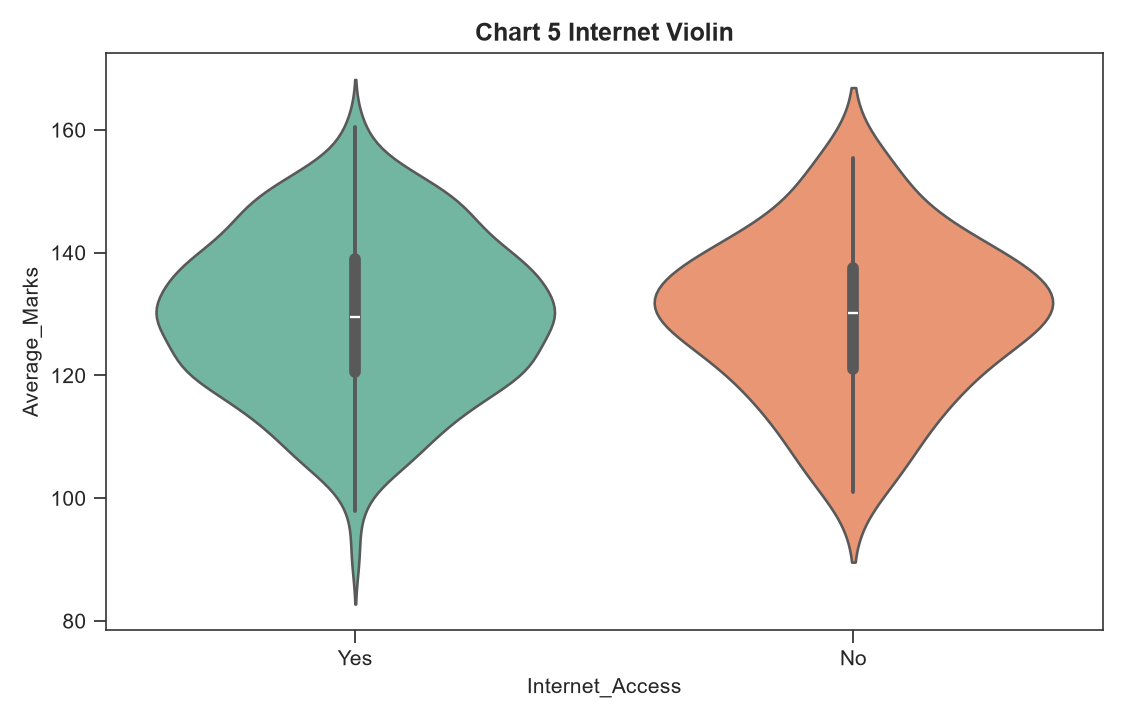 Chart 5 Internet Violin
160
140
120
100
80
Average_Marks
Yes
No
Internet_Access